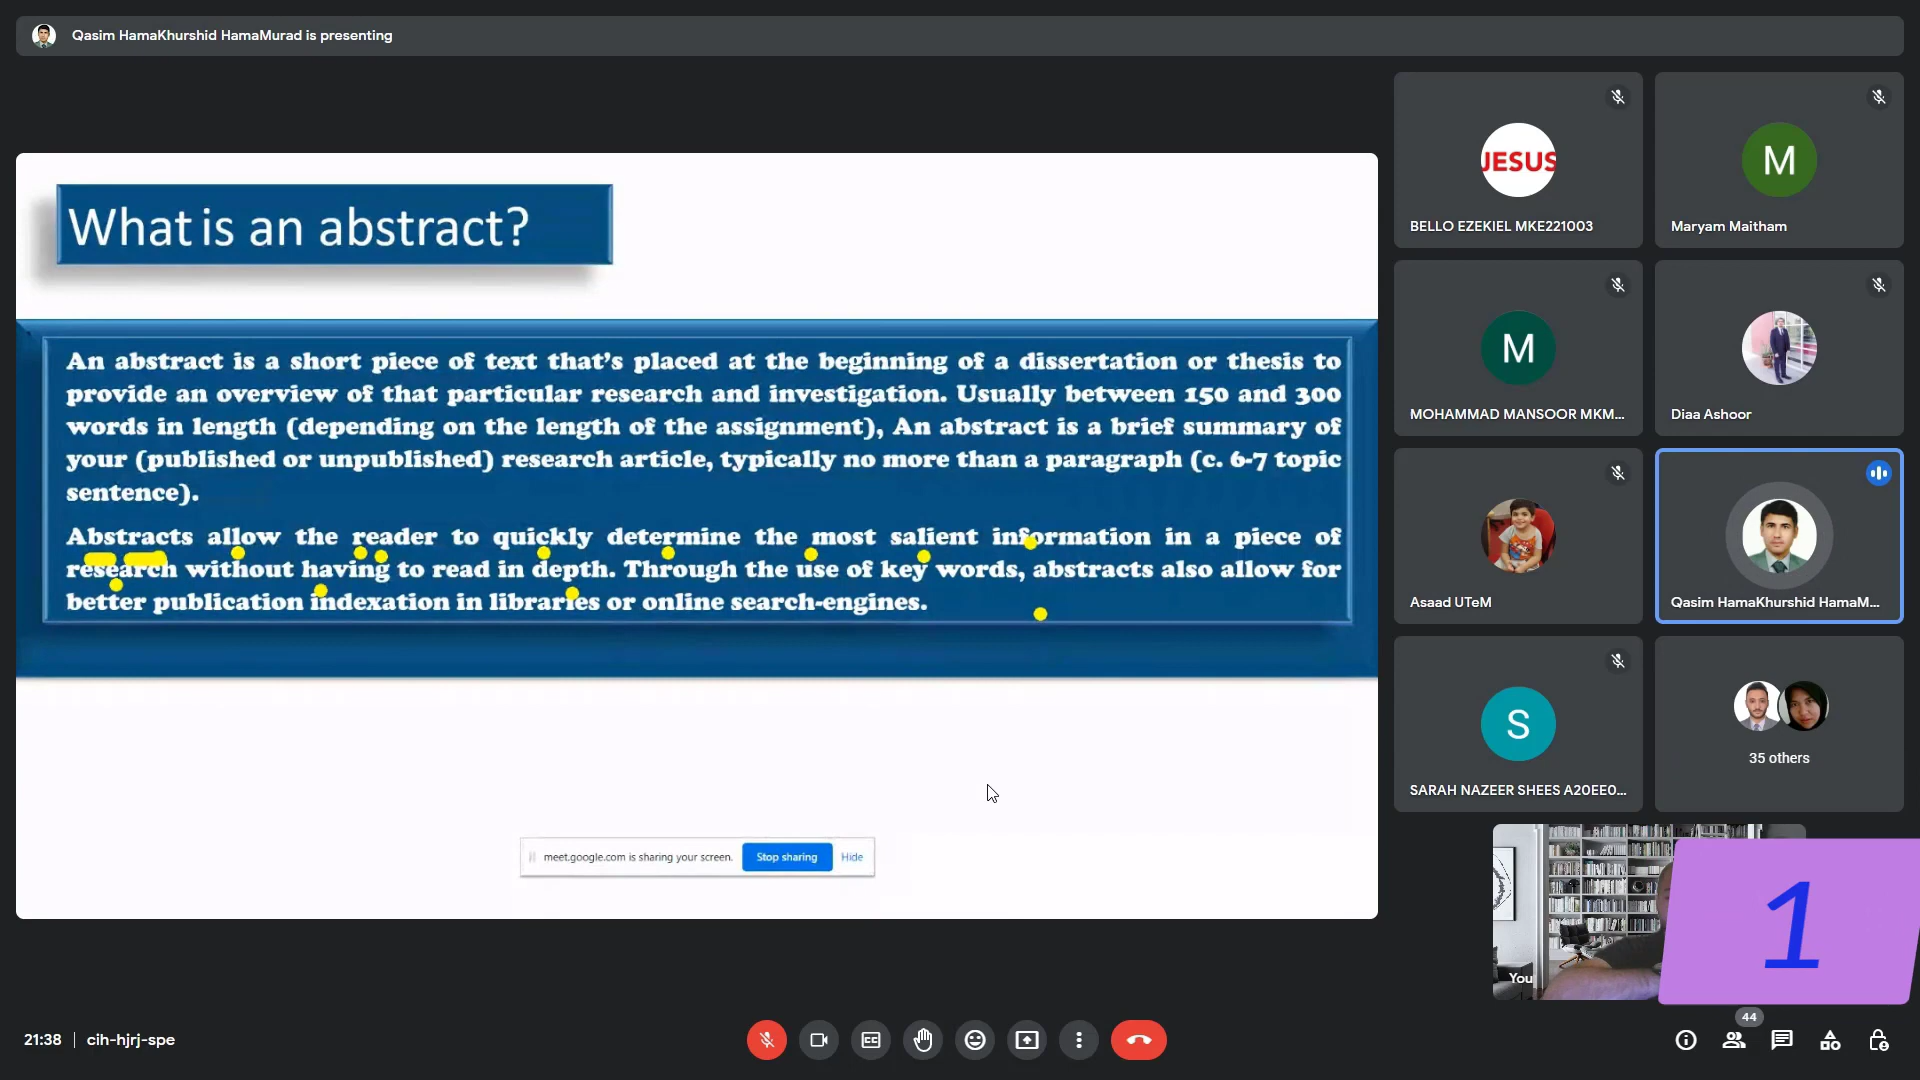 Qasim HamaKhurshid HamaMurad is presenting
What is an abstract?
An abstract is a short piece of text that's placed at the beginning of a dissertation or thesis to
provide an overview of that particular research and investigation. Usually between 150 and 300
words in length (depending on the length of the assignment), An abstract is a brief summary of
your (published or unpublished) research article, typically no more than a paragraph (c. 6-7 topic
sentence).
Abstracts allow the reader to quickly determine the most salient information in a piece of
research without having to read in depth. Through the use of key words, abstracts also allow for
better publication indexation in libraries or online search-engines.
meet.google.com is sharing your screen.
Stop sharing
Hide
JESUS
BELLO EZEKIEL MKE221003
M
Maryam Maitham
M
MOHAMMAD MANSOOR MKM...
Diaa Ashoor
Asaad UTeM
Qasim HamaKhurshid HamaM...
S
SARAH NAZEER SHEES A20EE0...
35 others
You
1
21:38 | cih-hjrj-spe
CC
44